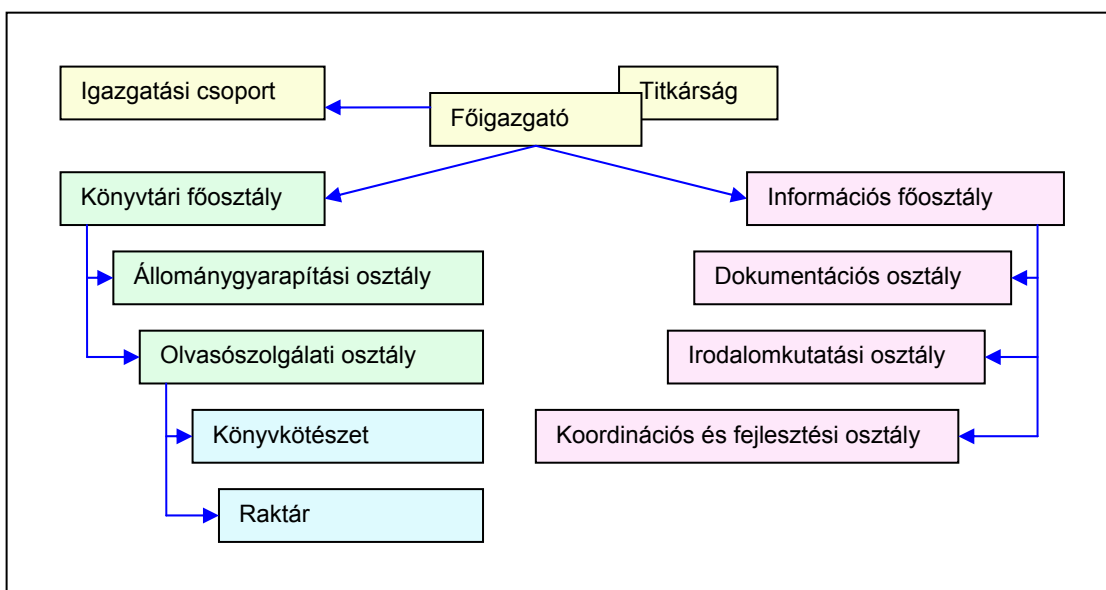 Igazgatási csoport
Titkárság
Főigazgató
Könyvtári főosztály
Információs főosztály
Állománygyarapítási osztály
Dokumentációs osztály
Olvasószolgálati osztály
Irodalomkutatási osztály
Könyvkötészet
Koordinációs és fejlesztési osztály
Raktár